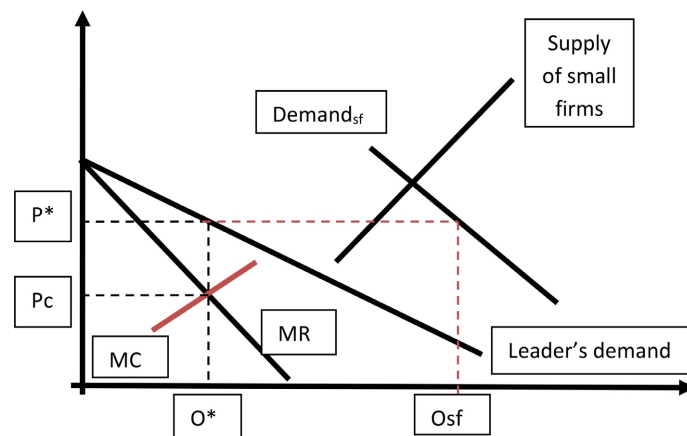 Supply
of small
firms
Demandsf
P*
Pc
MR
MC
Leader's demand
O*
Osf